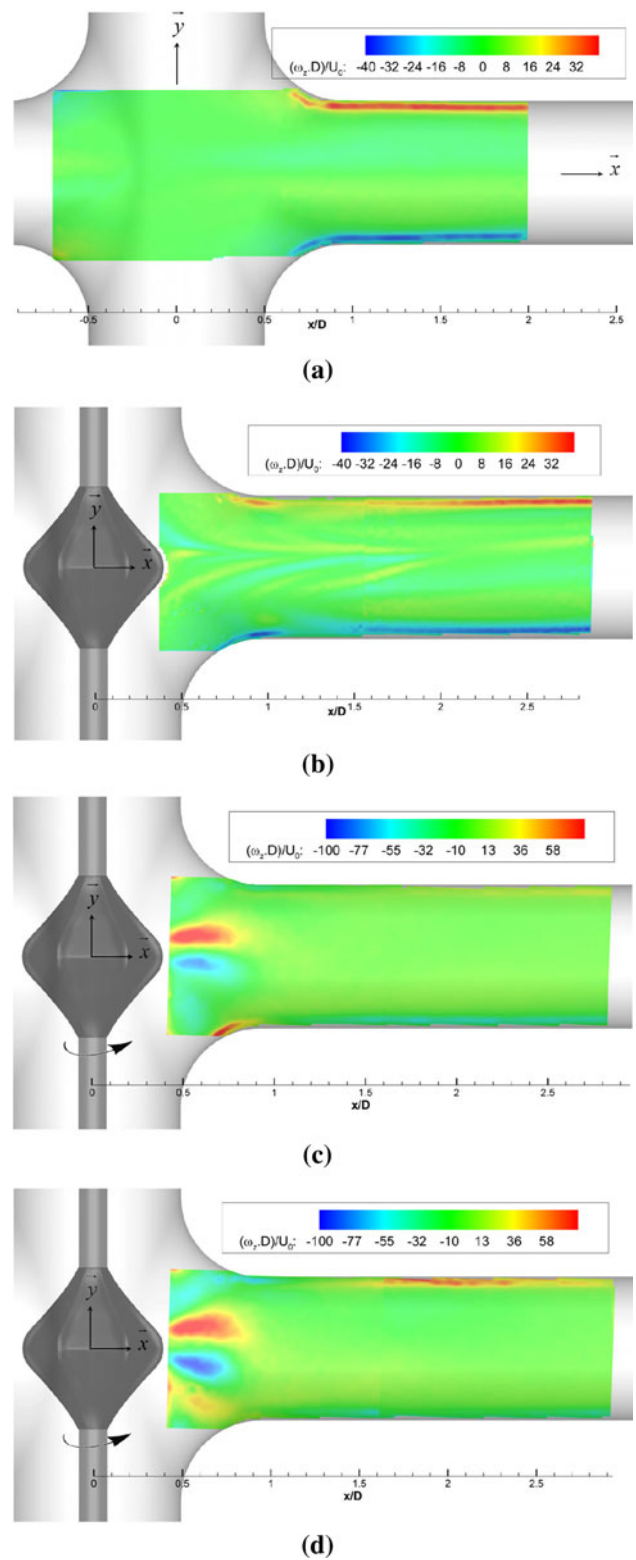 y
(ω_z.D)/U_0: -40 -32 -24 -16 -8 0 8 16 24 32
x
-0.5 0 0.5 1 1.5 2 2.5
x/D
(a)
(ω_z.D)/U_0:
-40 -32 -24 -16 -8 0 8 16 24 32
y
x
0 0.5 1 1.5 2 2.5
x/D
(b)
(ω_z.D)/U_0:
-100 -77 -55 -32 -10 13 36 58
y
x
0 0.5 1 1.5 2 2.5
x/D
(c)
(ω_z.D)/U_0:
-100 -77 -55 -32 -10 13 36 58
y
x
0 0.5 1 1.5 2 2.5
x/D
(d)